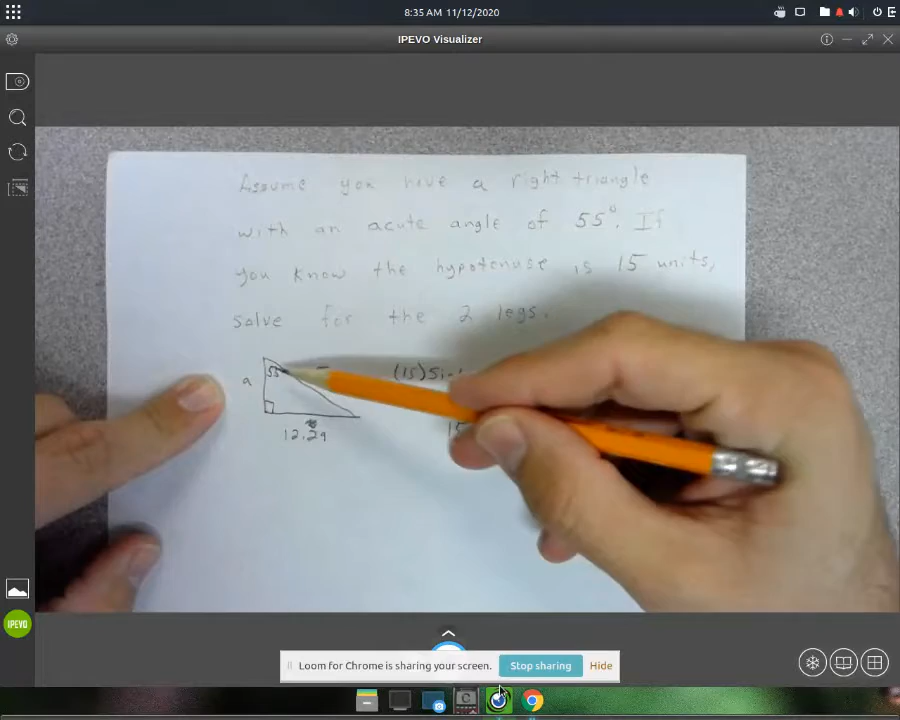 8:35 AM 11/12/2020
IPEVO Visualizer
Assume you have a right triangle
with an acute angle of 55°. If
you know the hypotenuse is 15 units,
solve for the 2 legs.
55
(15) Sin
a
12.29
IPEVO
Loom for Chrome is sharing your screen.
Stop sharing
Hide